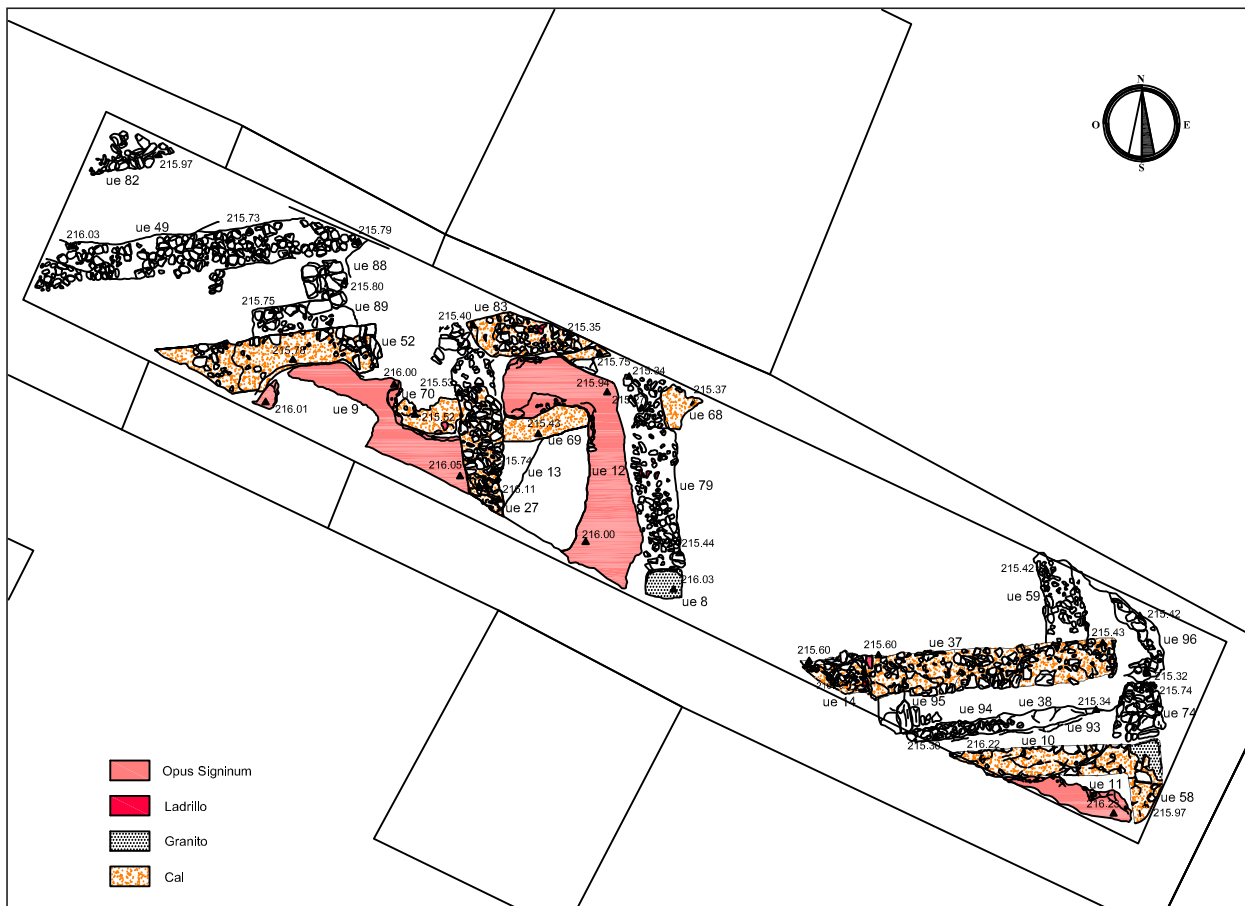 N
O E
S
215.97
ue 82
ue 49
215.73
216.03
215.79
ue 88
215.80
215.75
ue 89
ue 52
215.78
216.00
216.01
ue 9
ue 70
215.53
215.52
215.40
ue 83
215.35
215.75
215.34
215.94
215.37
ue 68
215.43
ue 69
216.05
215.74
ue 13
ue 12
ue 79
216.11
ue 27
216.00
215.44
216.03
ue 8
215.42
ue 59
215.42
ue 96
215.43
215.60
215.60
ue 37
215.32
215.74
ue 14
ue 95
ue 94
ue 38
215.34
ue 74
ue 93
215.30
216.22
ue 10
ue 11
ue 58
215.97
Opus Signinum
Ladrillo
Granito
Cal